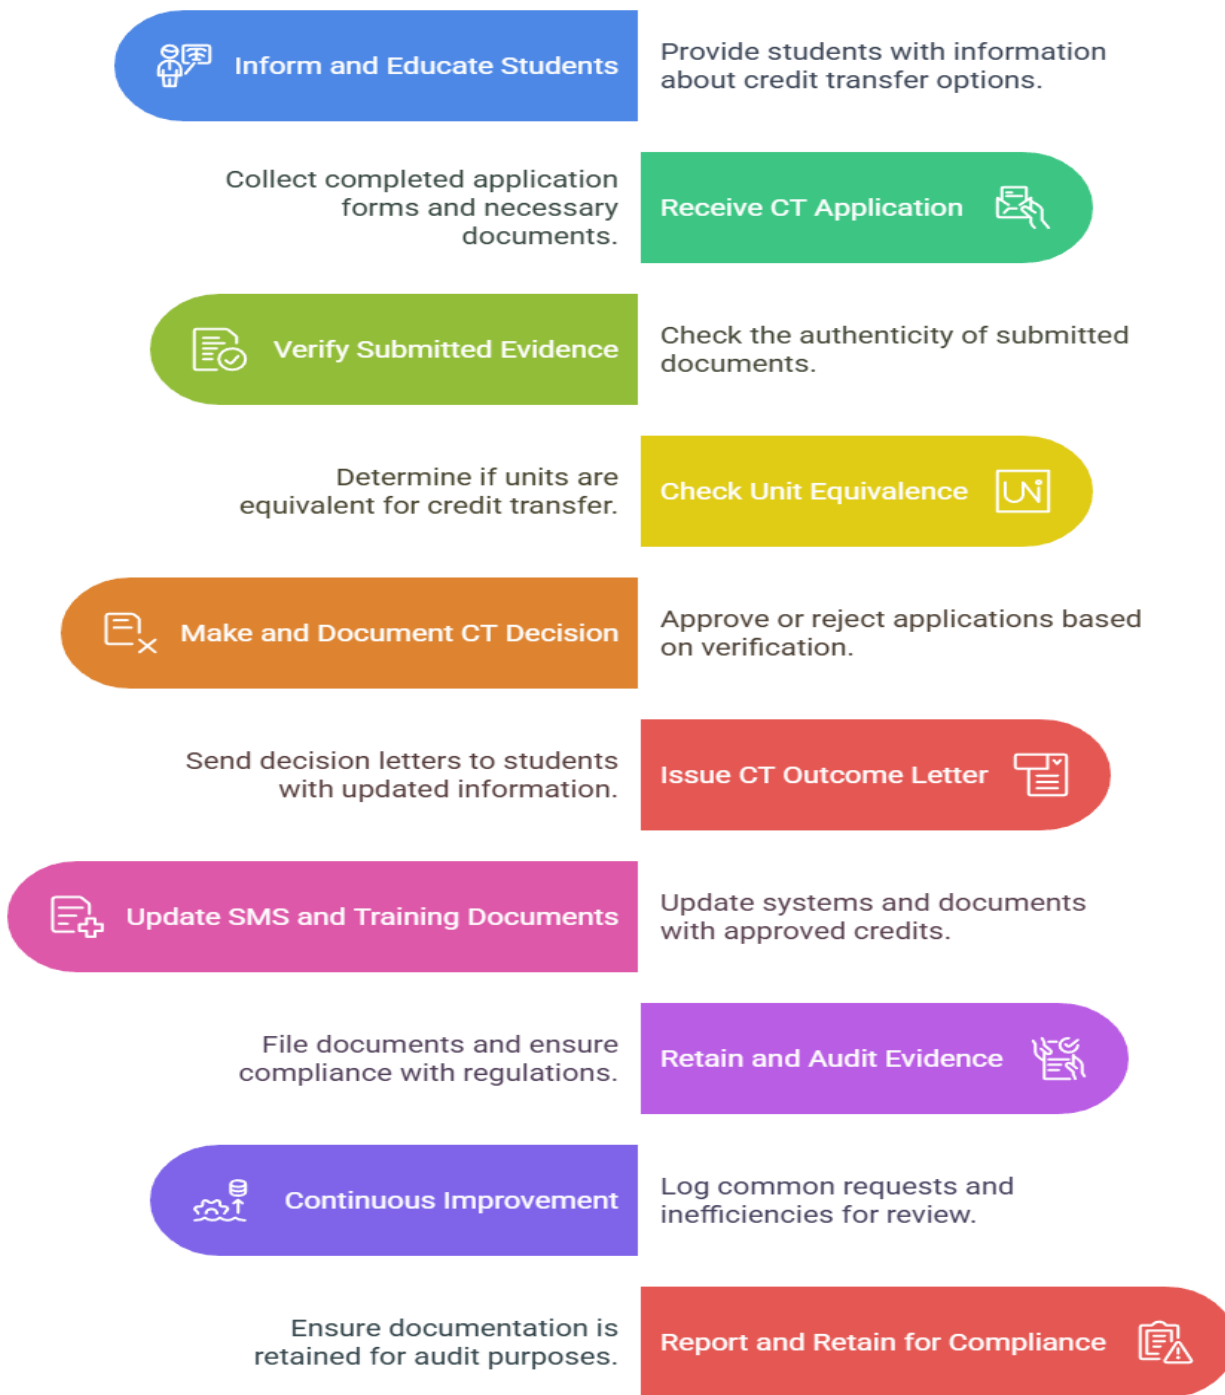 Inform and Educate Students
Provide students with information
about credit transfer options.
Collect completed application
forms and necessary
documents.
Receive CT Application
Verify Submitted Evidence
Check the authenticity of submitted
documents.
Determine if units are
equivalent for credit transfer.
Check Unit Equivalence
UN
Make and Document CT Decision
Approve or reject applications based
on verification.
Send decision letters to students
with updated information.
Issue CT Outcome Letter
Update SMS and Training Documents
Update systems and documents
with approved credits.
File documents and ensure
compliance with regulations.
Retain and Audit Evidence
Continuous Improvement
Log common requests and
inefficiencies for review.
Ensure documentation is
retained for audit purposes.
Report and Retain for Compliance